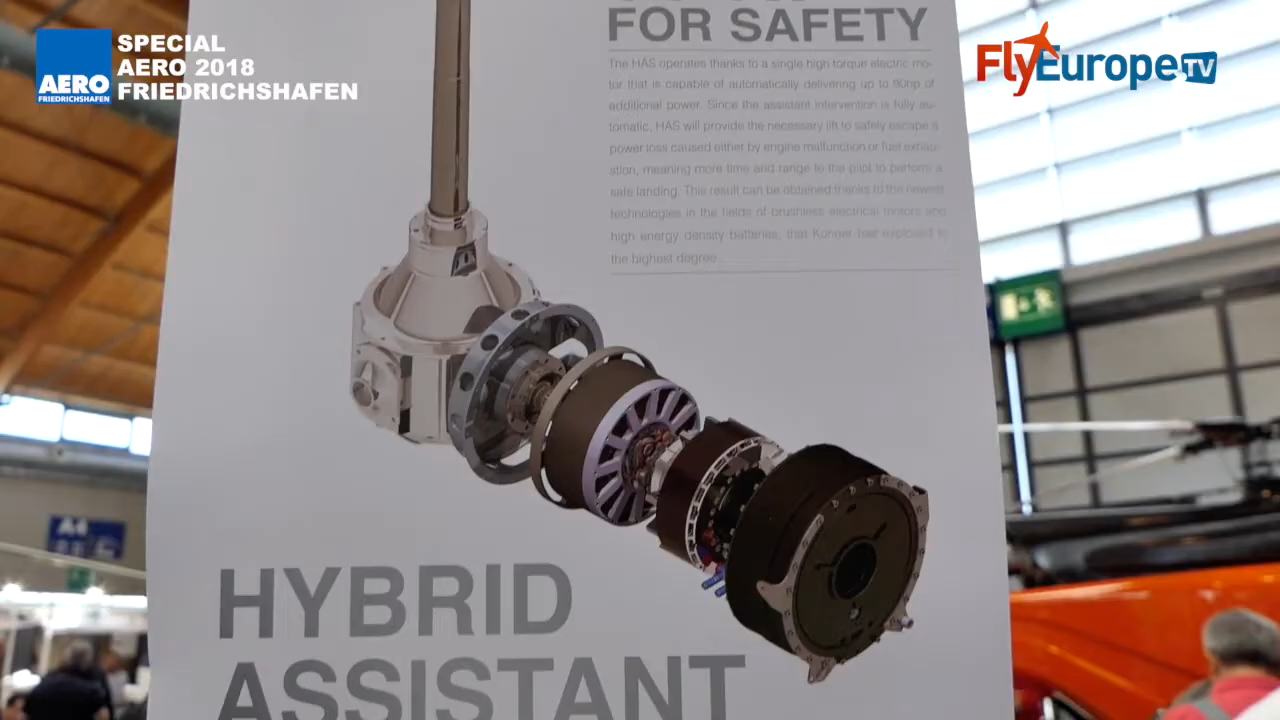 SPECIAL
AERO 2018
FRIEDRICHSHAFEN
AERO
FRIEDRICHSHAFEN
FlyEurope TV
FOR SAFETY
The HAS operates thanks to a single high torque electric mo-
tor that is capable of automatically delivering up to 90hp of
additional power. Since the assistant intervention is fully au-
tomatic, HAS will provide the necessary lift to safely escape a
power loss caused either by engine malfunction or fuel exhau-
stion, meaning more time and range to the pilot to perform a
safe landing. This result can be obtained thanks to the newest
technologies in the fields of brushless electrical motors and
high energy density batteries, that has exploited to
the highest degree.
HYBRID
ASSISTANT
A4